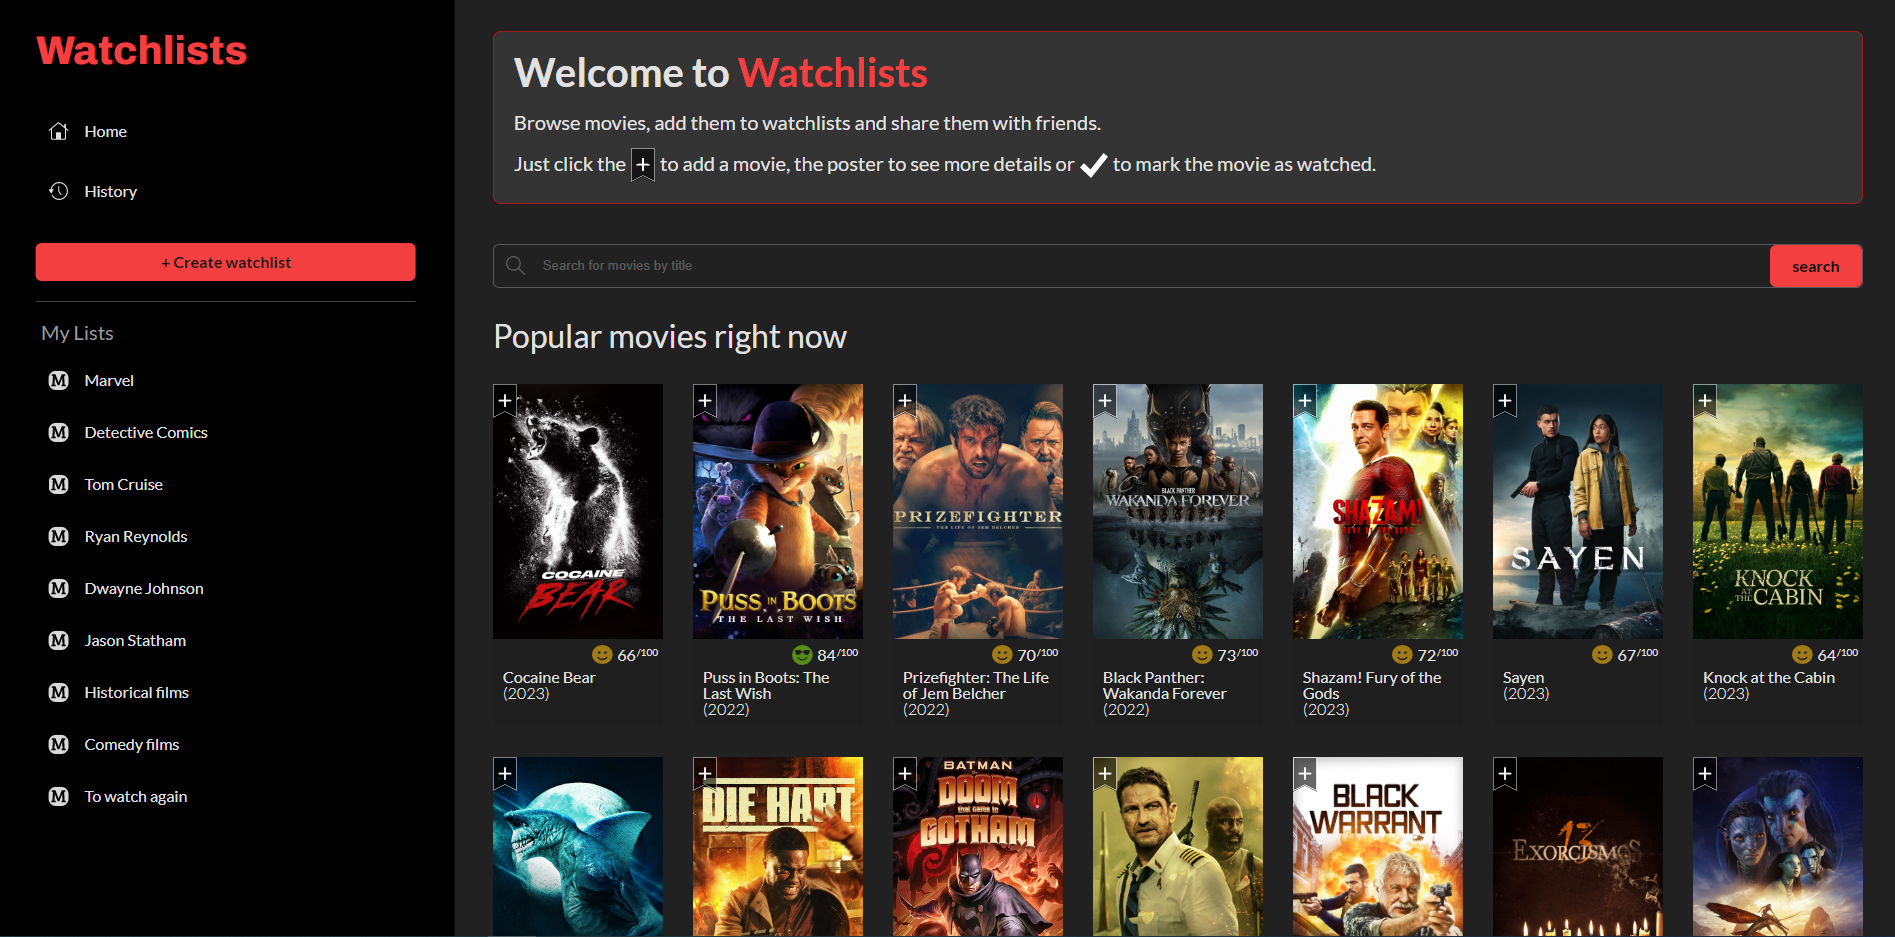 Watchlists
Home
History
+ Create watchlist
My Lists
M Marvel
M Detective Comics
M Tom Cruise
M Ryan Reynolds
M Dwayne Johnson
M Jason Statham
M Historical films
M Comedy films
M To watch again
Welcome to Watchlists
Browse movies, add them to watchlists and share them with friends.
Just click the + to add a movie, the poster to see more details or ✔ to mark the movie as watched.
Search for movies by title
search
Popular movies right now
COCAINE
BEAR
66/100
Cocaine Bear
(2023)
PUSS IN BOOTS
THE LAST WISH
84/100
Puss in Boots: The
Last Wish
(2022)
PRIZEFIGHTER
THE LIFE OF JEM BELCHER
70/100
Prizefighter: The Life
of Jem Belcher
(2022)
BLACK PANTHER
WAKANDA FOREVER
73/100
Black Panther:
Wakanda Forever
(2022)
SHAZAM!
FURY OF THE GODS
72/100
Shazam! Fury of the
Gods
(2023)
SAYEN
67/100
Sayen
(2023)
KNOCK
AT THE CABIN
64/100
Knock at the Cabin
(2023)
DIE HART
BATMAN
THE DOOM
that came to
GOTHAM
BLACK
WARRANT
13
EXORCISMOS